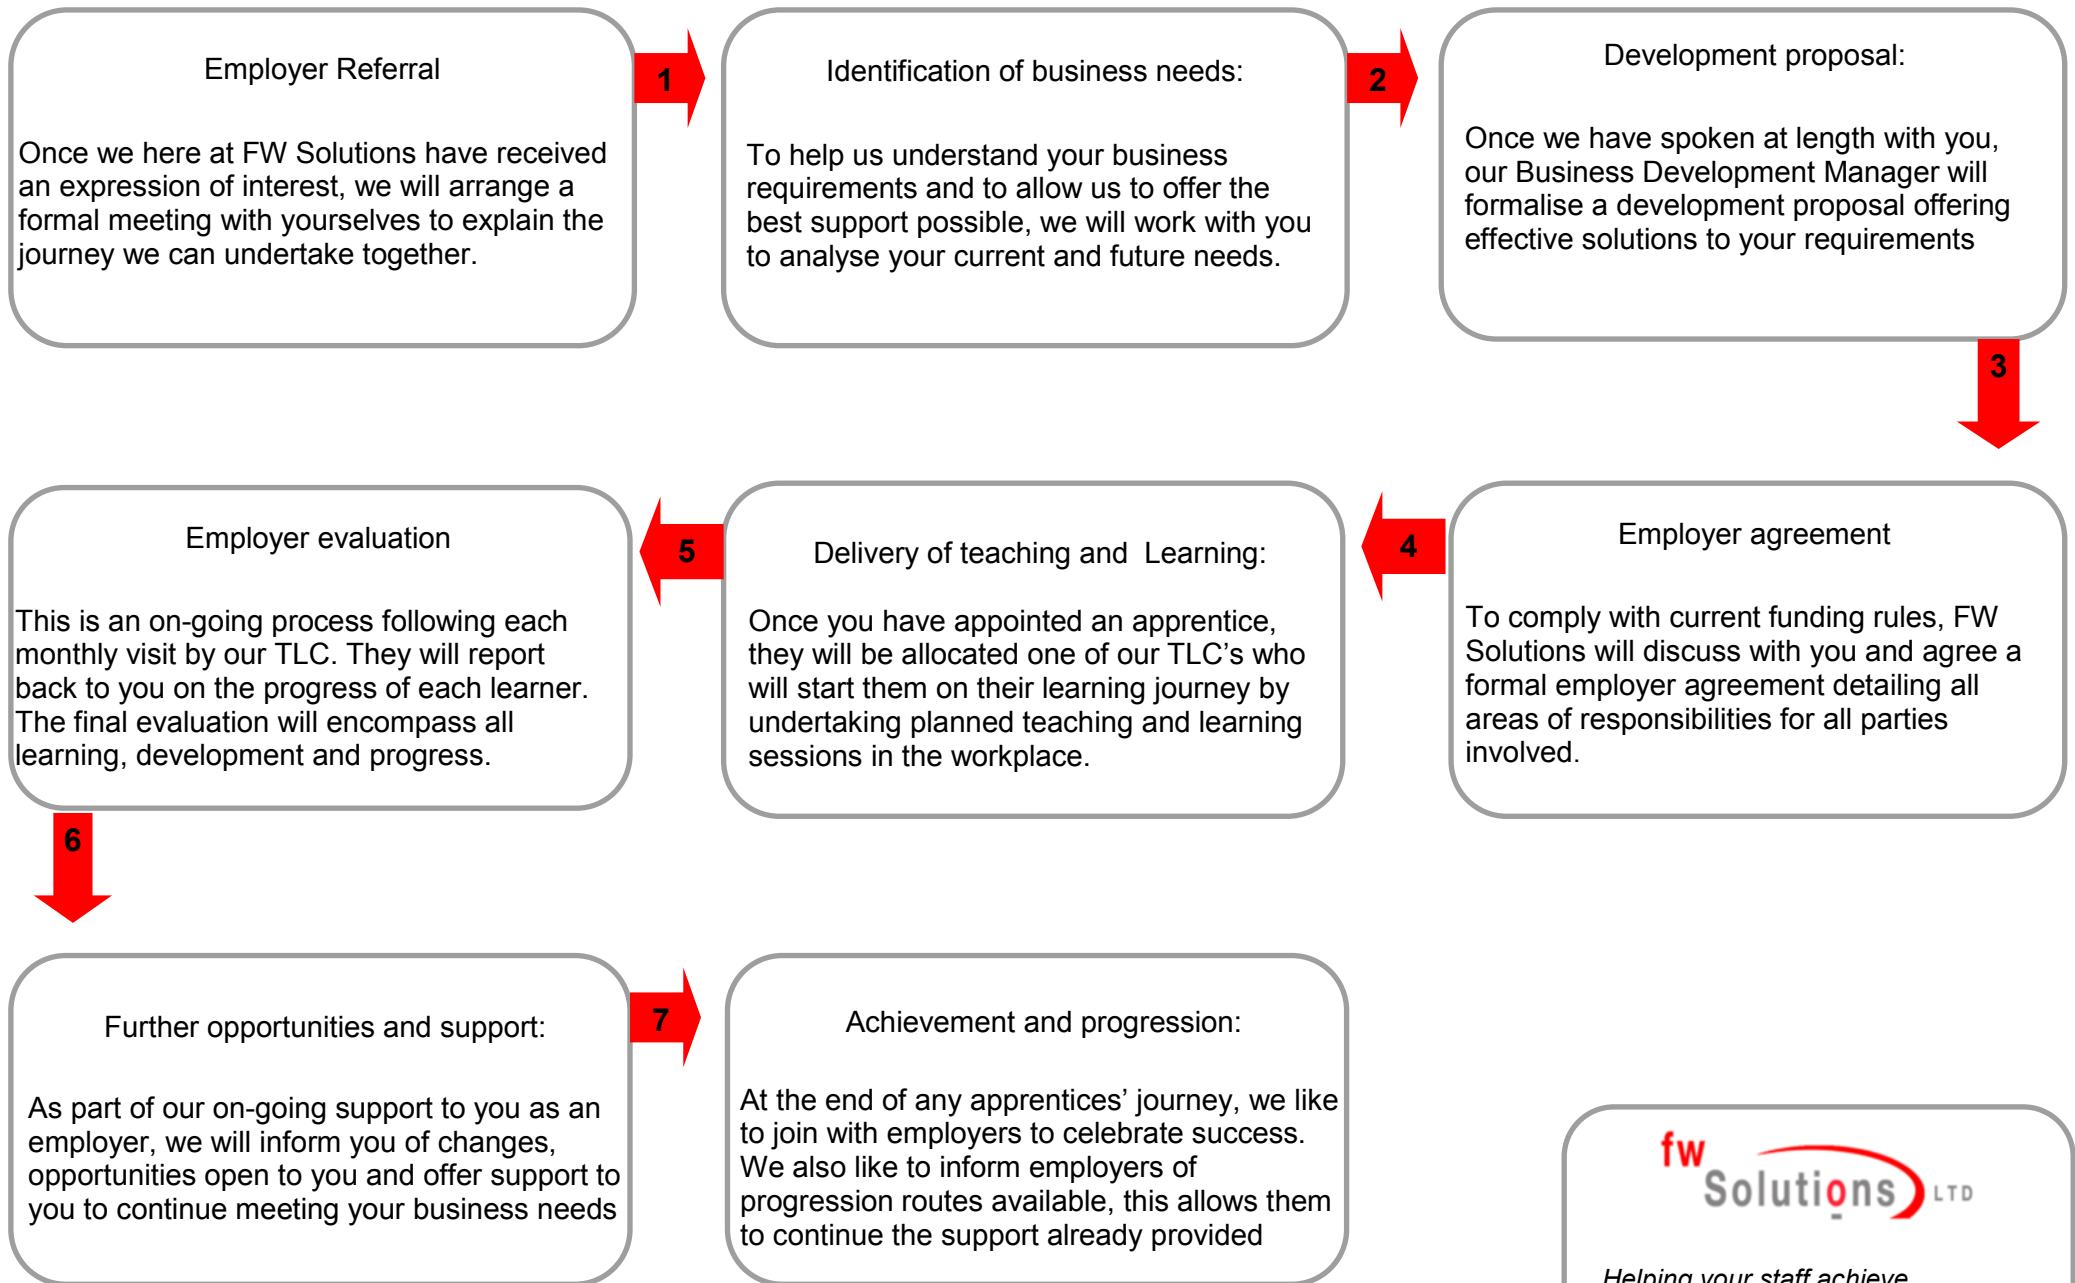 Employer Referral
Once we here at FW Solutions have received
an expression of interest, we will arrange a
formal meeting with yourselves to explain the
journey we can undertake together.
1
Identification of business needs:
To help us understand your business
requirements and to allow us to offer the
best support possible, we will work with you
to analyse your current and future needs.
2
Development proposal:
Once we have spoken at length with you,
our Business Development Manager will
formalise a development proposal offering
effective solutions to your requirements
3
Employer agreement
To comply with current funding rules, FW
Solutions will discuss with you and agree a
formal employer agreement detailing all
areas of responsibilities for all parties
involved.
4
Delivery of teaching and  Learning:
Once you have appointed an apprentice,
they will be allocated one of our TLC’s who
will start them on their learning journey by
undertaking planned teaching and learning
sessions in the workplace.
5
Employer evaluation
This is an on-going process following each
monthly visit by our TLC. They will report
back to you on the progress of each learner.
The final evaluation will encompass all
learning, development and progress.
6
Further opportunities and support:
As part of our on-going support to you as an
employer, we will inform you of changes,
opportunities open to you and offer support to
you to continue meeting your business needs
7
Achievement and progression:
At the end of any apprentices’ journey, we like
to join with employers to celebrate success.
We also like to inform employers of
progression routes available, this allows them
to continue the support already provided
fw
Solutions LTD
Helping your staff achieve